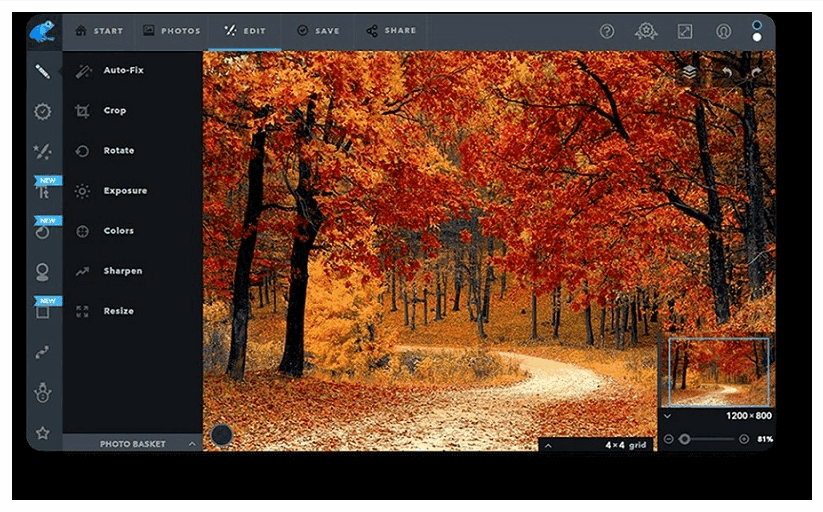 START
PHOTOS
EDIT
SAVE
SHARE
Auto-Fix
Crop
Rotate
Exposure
NEW
Tt
Colors
NEW
Sharpen
Resize
NEW
1200 × 800
PHOTO BASKET
4×4 grid
81%